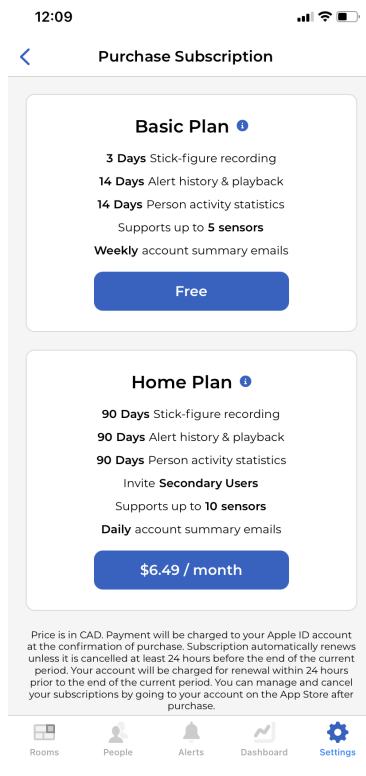 12:09
Purchase Subscription
Basic Plan
3 Days Stick-figure recording
14 Days Alert history & playback
14 Days Person activity statistics
Supports up to 5 sensors
Weekly account summary emails
Free
Home Plan
90 Days Stick-figure recording
90 Days Alert history & playback
90 Days Person activity statistics
Invite Secondary Users
Supports up to 10 sensors
Daily account summary emails
$6.49 / month
Price is in CAD. Payment will be charged to your Apple ID account
at the confirmation of purchase. Subscription automatically renews
unless it is cancelled at least 24 hours before the end of the current
period. Your account will be charged for renewal within 24 hours
prior to the end of the current period. You can manage and cancel
your subscriptions by going to your account on the App Store after
purchase.
Rooms People Alerts Dashboard Settings